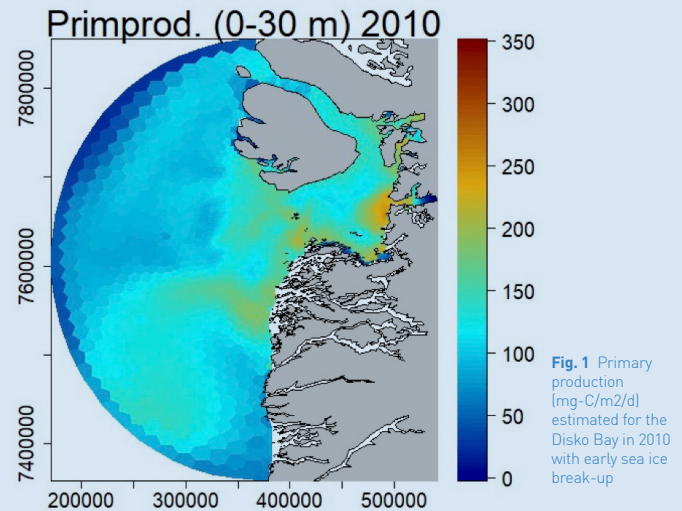 Primprod. (0-30 m) 2010
7800000
7600000
7400000
200000 300000 400000 500000
350
300
250
200
150
100
50
0
Fig. 1 Primary
production
(mg-C/m2/d)
estimated for the
Disko Bay in 2010
with early sea ice
break-up